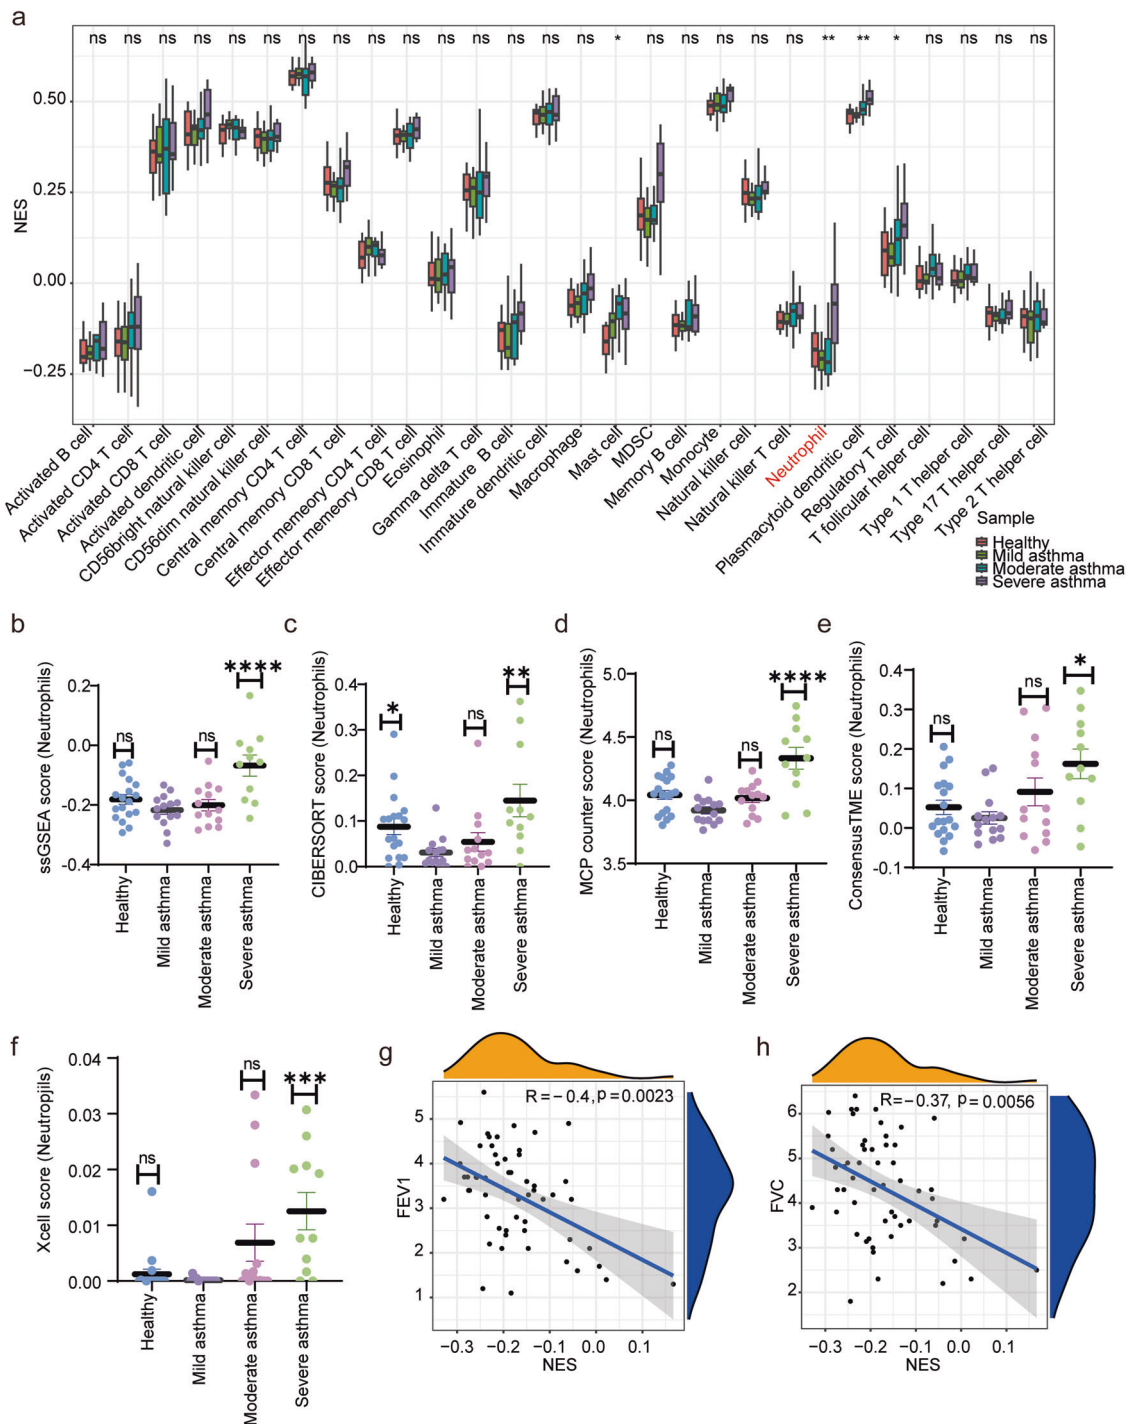 a
ns ns ns ns ns ns ns ns ns ns ns ns ns ns ns * ns ns ns ns ns ** ** * ns ns ns ns
NES
0.50
0.25
0.00
−0.25
Activated B cell
Activated CD4 T cell
Activated CD8 T cell
Activated dendritic cell
CD56bright natural killer cell
CD56dim natural killer cell
Central memory CD4 T cell
Central memory CD8 T cell
Effector memeory CD4 T cell
Effector memeory CD8 T cell
Eosinophil
Gamma delta T cell
Immature B cell
Immature dendritic cell
Macrophage
Mast cell
MDSC
Memory B cell
Monocyte
Natural killer cell
Natural killer T cell
Neutrophil
Plasmacytoid dendritic cell
Regulatory T cell
T follicular helper cell
Type 1 T helper cell
Type 17 T helper cell
Type 2 T helper cell
Sample
Healthy
Mild asthma
Moderate asthma
Severe asthma
b
ssGSEA score (Neutrophils)
0.2
0.0
-0.2
-0.4
ns
ns
****
Healthy
Mild asthma
Moderate asthma
Severe asthma
c
CIBERSORT score (Neutrophils)
0.4
0.3
0.2
0.1
0.0
*
ns
**
Healthy
Mild asthma
Moderate asthma
Severe asthma
d
MCP counter score (Neutrophils)
5.0
4.5
4.0
3.5
ns
ns
****
Healthy
Mild asthma
Moderate asthma
Severe asthma
e
ConsensusTME score (Neutrophils)
0.4
0.3
0.2
0.1
0.0
-0.1
ns
ns
*
Healthy
Mild asthma
Moderate asthma
Severe asthma
f
Xcell score (Neutropjils)
0.04
0.03
0.02
0.01
0.00
ns
ns
***
Healthy
Mild asthma
Moderate asthma
Severe asthma
g
R=−0.4, p=0.0023
FEV1
5
4
3
2
1
−0.3 −0.2 −0.1 0.0 0.1
NES
h
R=−0.37, p=0.0056
FVC
6
5
4
3
2
−0.3 −0.2 −0.1 0.0 0.1
NES